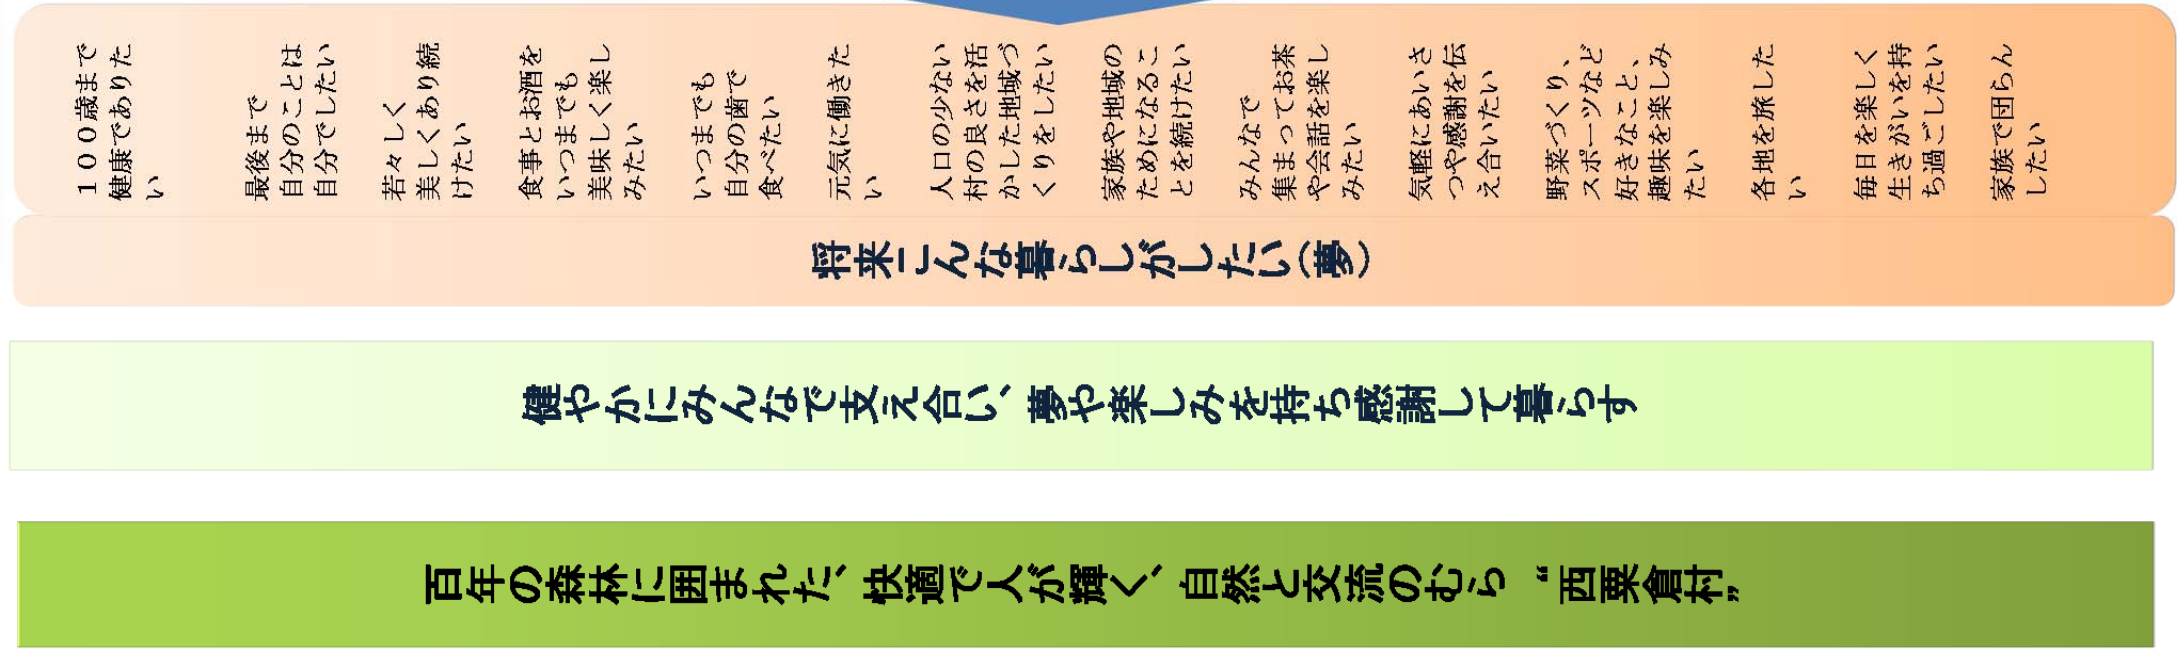 １００歳まで
健康でありた
い
最後まで
自分のことは
自分でしたい
若々しく
美しくあり続
けたい
食事とお酒を
いつまでも
美味しく楽し
みたい
いつまでも
自分の歯で
食べたい
元気に働きた
い
人口の少ない
村の良さを活
かした地域づ
くりをしたい
家族や地域の
ためになるこ
とを続けたい
みんなで
集まってお茶
や会話を楽し
みたい
気軽にあいさ
つや感謝を伝
え合いたい
野菜づくり、
スポーツなど
好きなこと、
趣味を楽しみ
たい
各地を旅した
い
毎日を楽しく
生きがいを持
ち過ごしたい
家族で団らん
したい
将来こんな暮らしがしたい（夢）
健やかにみんなで支え合い、夢や楽しみを持ち感謝して暮らす
百年の森林に囲まれた、快適で人が輝く、自然と交流のむら “西粟倉村”